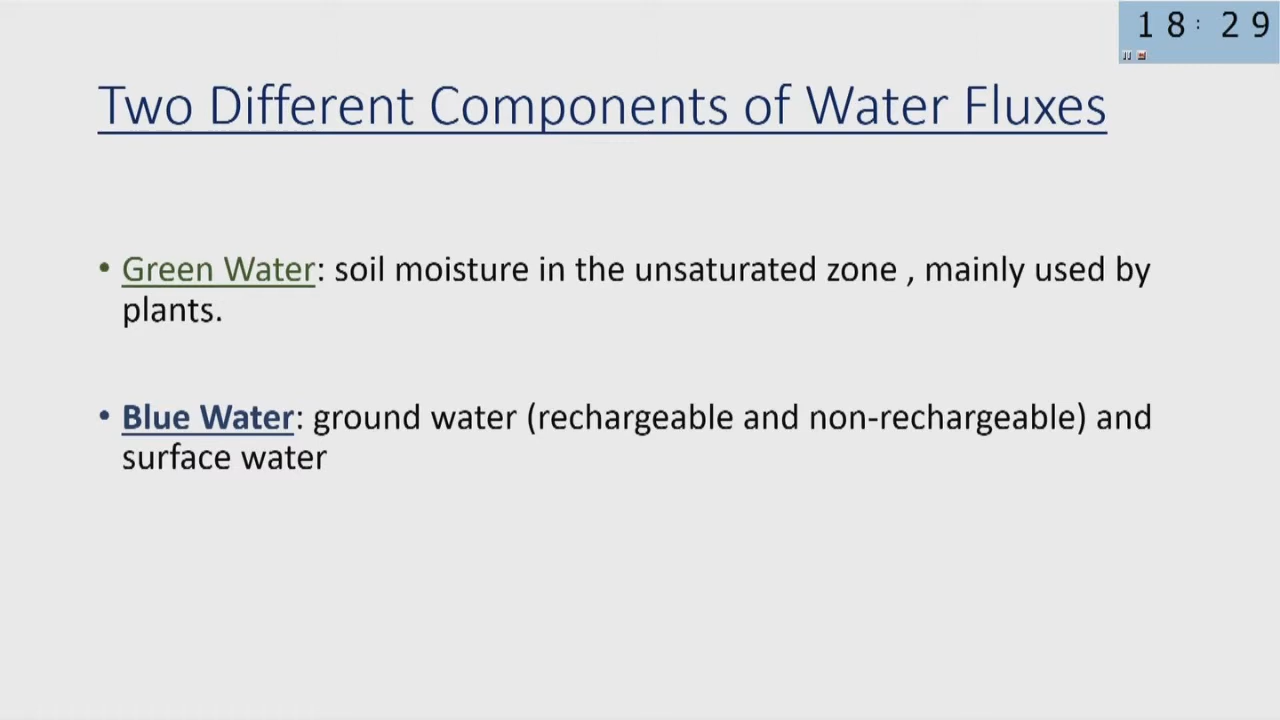 18:29
Two Different Components of Water Fluxes
• Green Water: soil moisture in the unsaturated zone , mainly used by
plants.
• Blue Water: ground water (rechargeable and non-rechargeable) and
surface water